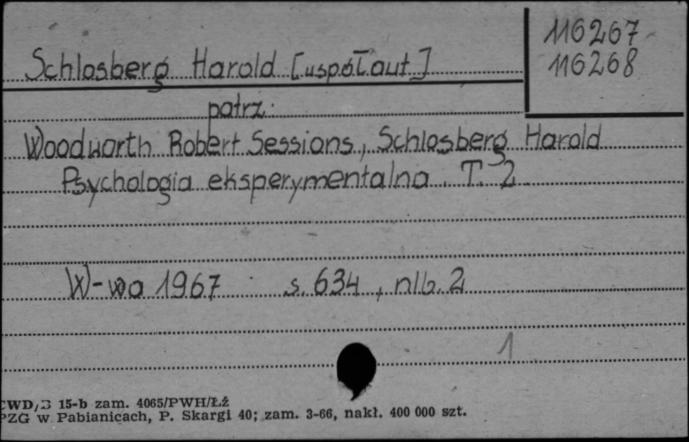 116267
116268
Schlosberg Harold [współaut]
patrz.
Woodworth Robert Sessions, Schlosberg Harold
Psychologia eksperymentalna. T. 2
W-wa 1967 s. 634, nlb. 2
1
CWD/B 15-b zam. 4065/PWH/Łź
PZG w Pabianicach, P. Skargi 40; zam. 3-66, nakł. 400 000 szt.